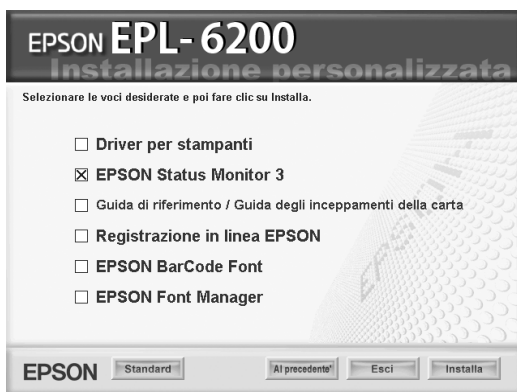 EPSON EPL-6200
Installazione personalizzata
Selezionare le voci desiderate e poi fare clic su Installa.
Driver per stampanti
EPSON Status Monitor 3
Guida di riferimento / Guida degli inceppamenti della carta
Registrazione in linea EPSON
EPSON BarCode Font
EPSON Font Manager
EPSON
EPSON Standard Al precedente' Esci Installa